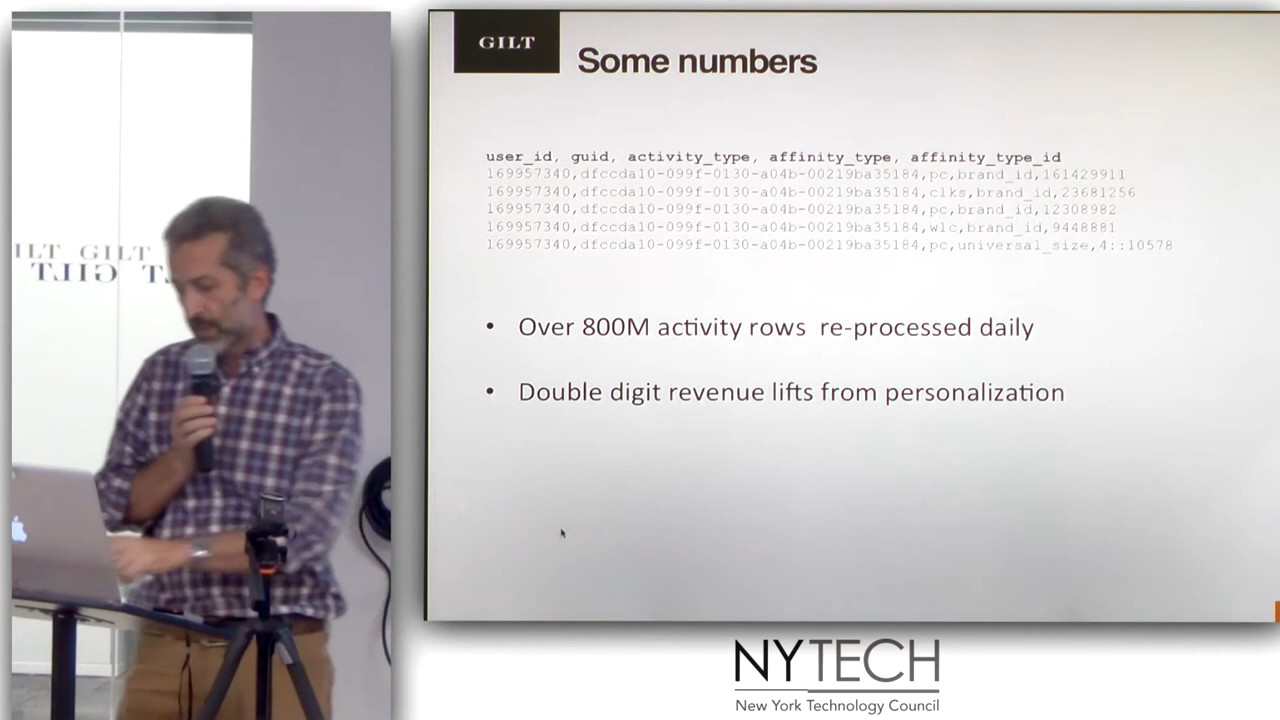 GILT
Some numbers
user_id, guid, activity_type, affinity_type, affinity_type_id
169957340,dfccda10-099f-0130-a04b-00219ba35184,pc,brand_id,161429911
169957340,dfccda10-099f-0130-a04b-00219ba35184,clks,brand_id,23681256
169957340,dfccda10-099f-0130-a04b-00219ba35184,pc,brand_id,12308982
169957340,dfccda10-099f-0130-a04b-00219ba35184,wlc,brand_id,9448881
169957340,dfccda10-099f-0130-a04b-00219ba35184,pc,universal_size,4::10578
• Over 800M activity rows re-processed daily
• Double digit revenue lifts from personalization
GILT
NYTECH
New York Technology Council